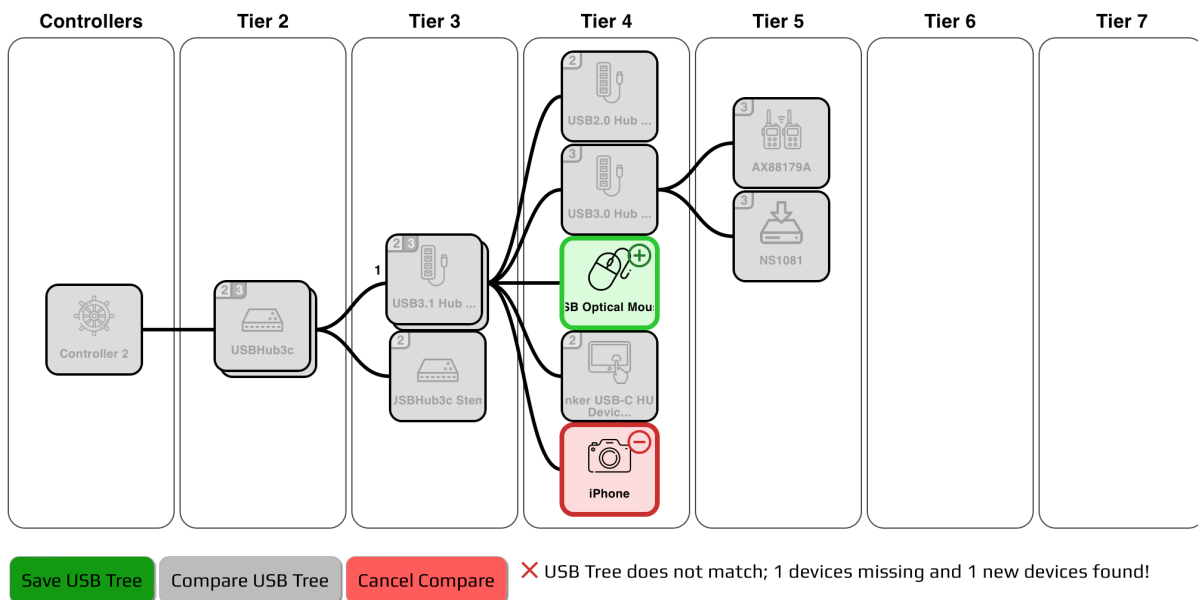 Controllers
Tier 2
Tier 3
Tier 4
Tier 5
Tier 6
Tier 7
Controller 2
2 3
USBHub3c
1
2 3
USB3.1 Hub ...
2
USBHub3c Stem
2
USB2.0 Hub ...
3
USB3.0 Hub ...
SB Optical Mou
2
nker USB-C HU
Devic...
iPhone
3
AX88179A
3
NS1081
Save USB Tree
Compare USB Tree
Cancel Compare
USB Tree does not match; 1 devices missing and 1 new devices found!